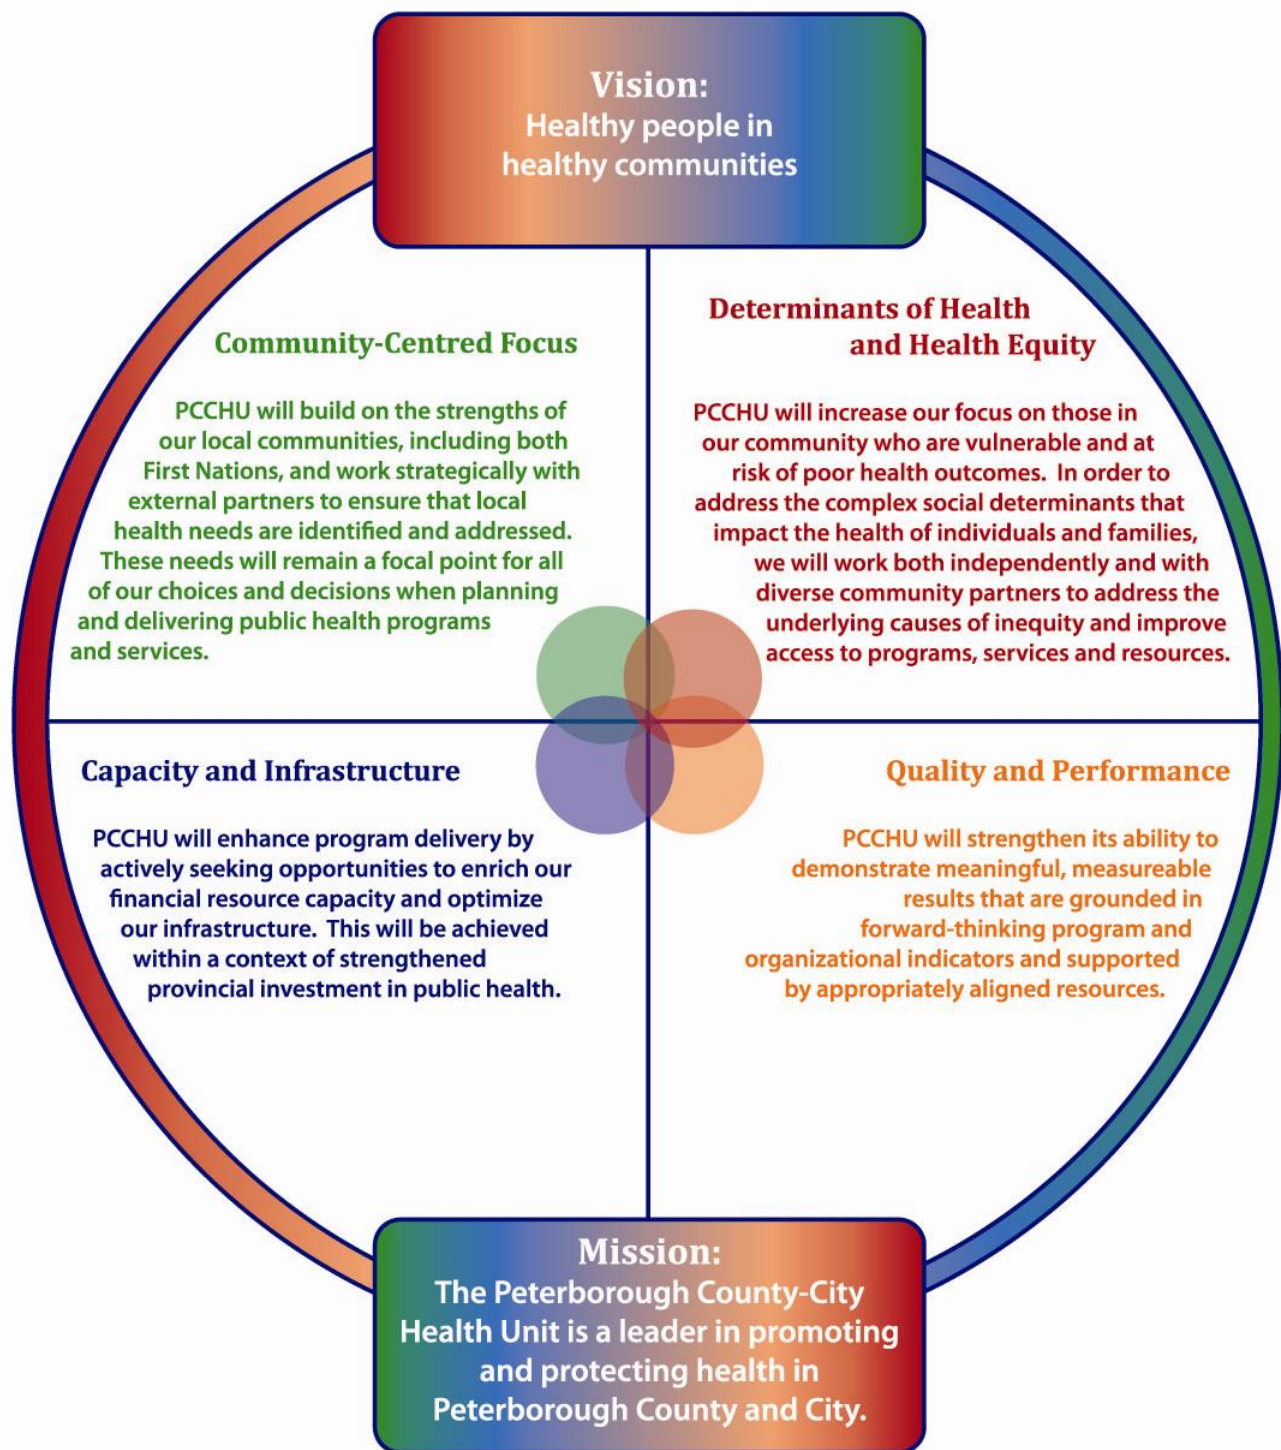 Vision:
Healthy people in
healthy communities
Community-Centred Focus
PCCHU will build on the strengths of
our local communities, including both
First Nations, and work strategically with
external partners to ensure that local
health needs are identified and addressed.
These needs will remain a focal point for all
of our choices and decisions when planning
and delivering public health programs
and services.
Determinants of Health
and Health Equity
PCCHU will increase our focus on those in
our community who are vulnerable and at
risk of poor health outcomes.  In order to
address the complex social determinants that
impact the health of individuals and families,
we will work both independently and with
diverse community partners to address the
underlying causes of inequity and improve
access to programs, services and resources.
Capacity and Infrastructure
PCCHU will enhance program delivery by
actively seeking opportunities to enrich our
financial resource capacity and optimize
our infrastructure.  This will be achieved
within a context of strengthened
provincial investment in public health.
Quality and Performance
PCCHU will strengthen its ability to
demonstrate meaningful, measureable
results that are grounded in
forward-thinking program and
organizational indicators and supported
by appropriately aligned resources.
Mission:
The Peterborough County-City
Health Unit is a leader in promoting
and protecting health in
Peterborough County and City.